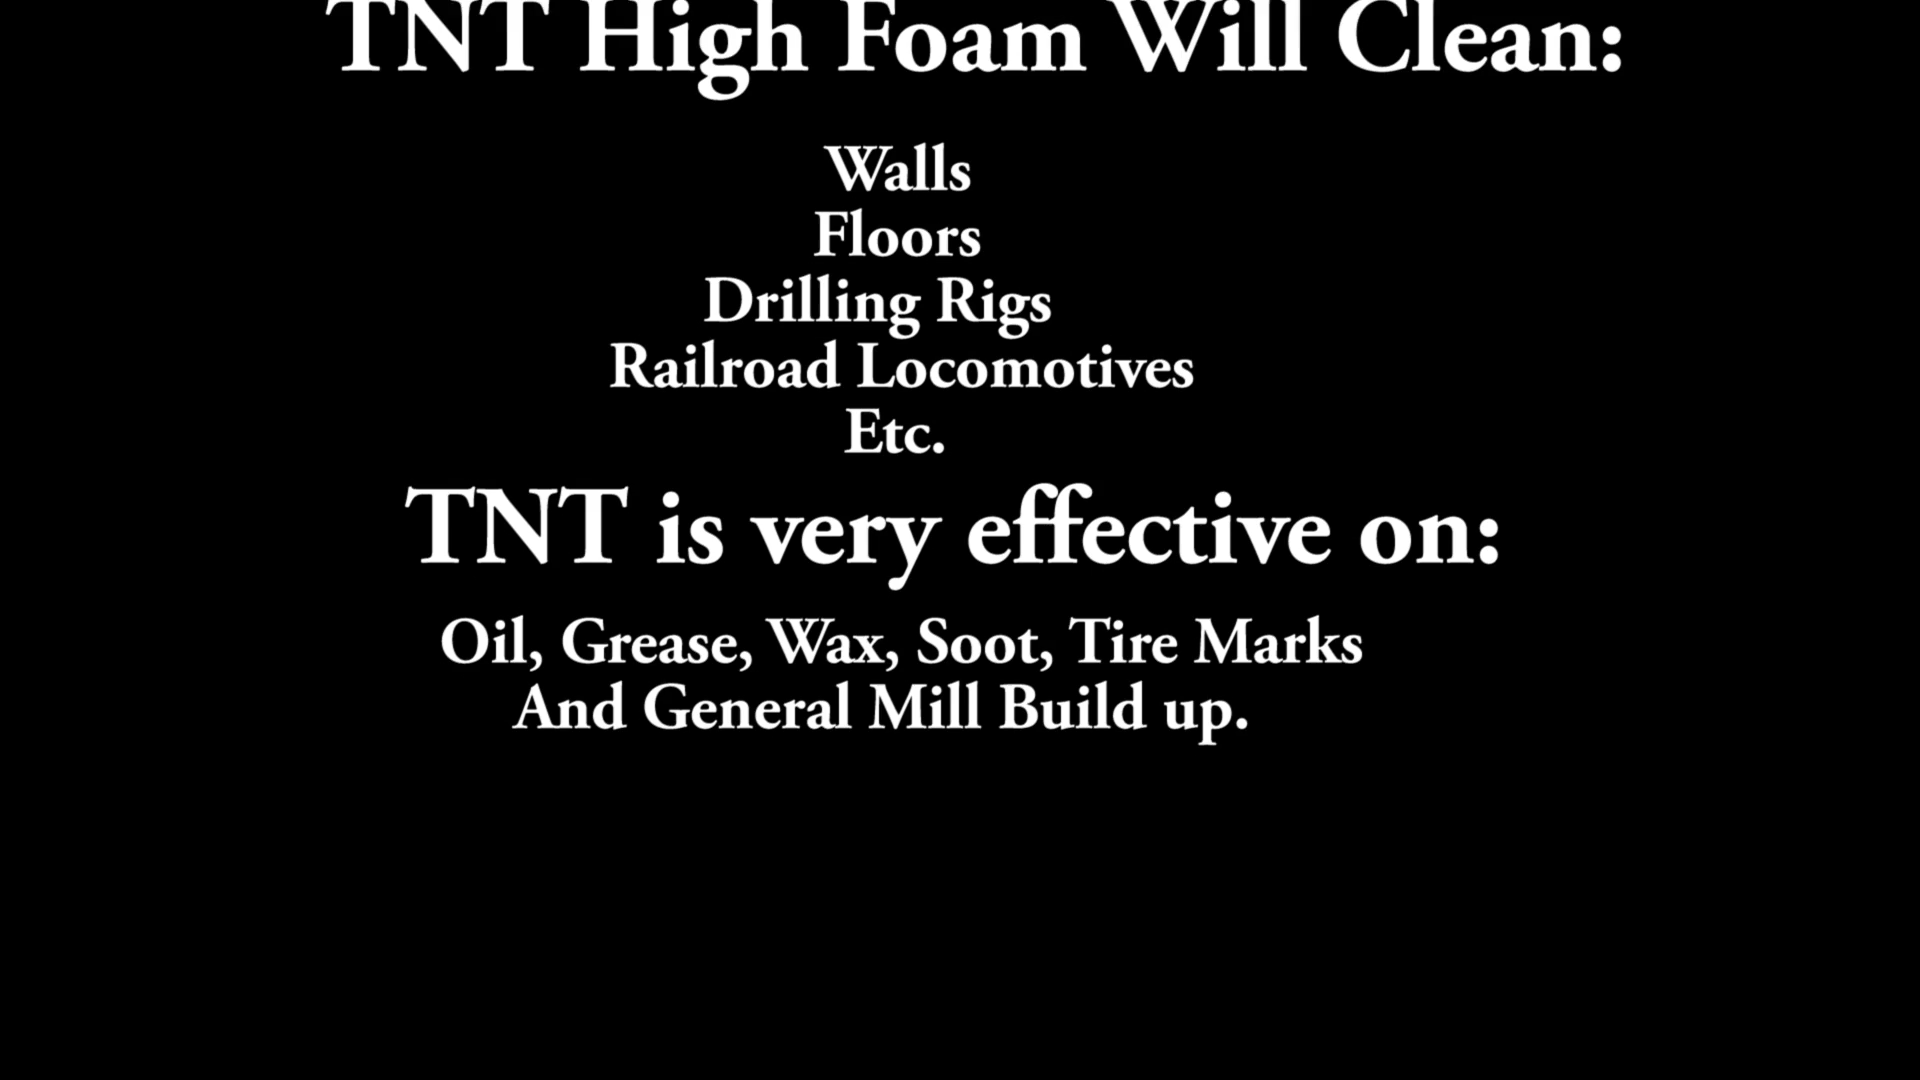 TNT High Foam Will Clean:
Walls
Floors
Drilling Rigs
Railroad Locomotives
Etc.
TNT is very effective on:
Oil, Grease, Wax, Soot, Tire Marks
And General Mill Build up.